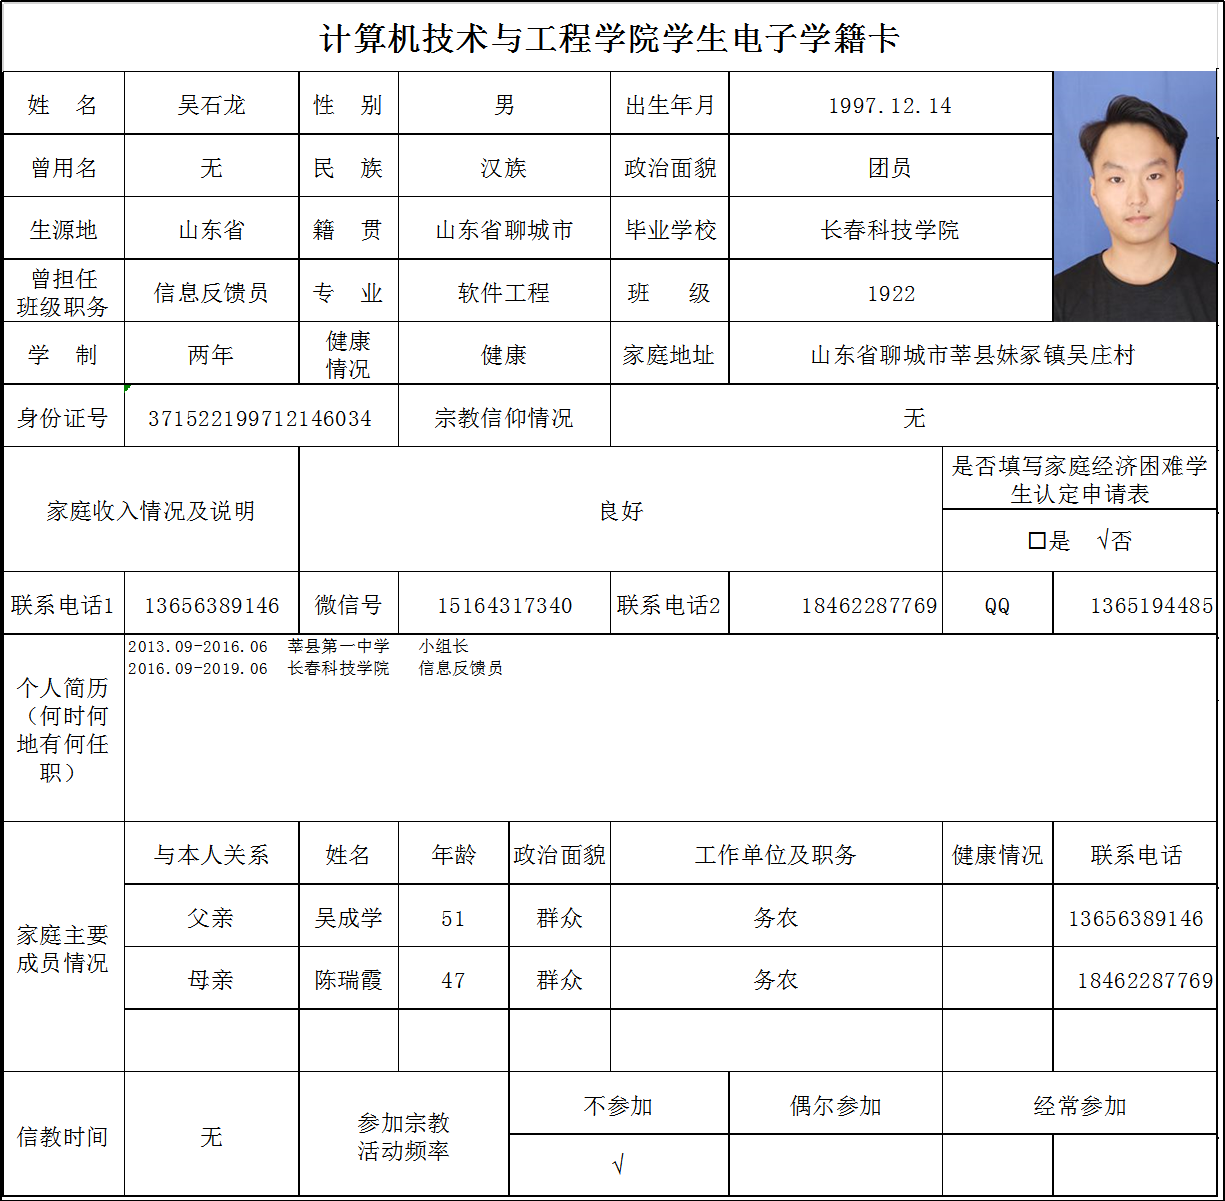 计算机技术与工程学院学生电子学籍卡
姓 名 吴石龙 性 别 男 出生年月 1997.12.14
曾用名 无 民 族 汉族 政治面貌 团员
生源地 山东省 籍 贯 山东省聊城市 毕业学校 长春科技学院
曾担任
班级职务 信息反馈员 专 业 软件工程 班 级 1922
学 制 两年 健康
情况 健康 家庭地址 山东省聊城市莘县妹冢镇吴庄村
身份证号 371522199712146034 宗教信仰情况 无
家庭收入情况及说明 良好 是否填写家庭经济困难学
生认定申请表
□是 √否
联系电话1 13656389146 微信号 15164317340 联系电话2 18462287769 QQ 1365194485
个人简历
（何时何
地有何任
职）
2013.09-2016.06 莘县第一中学 小组长
2016.09-2019.06 长春科技学院 信息反馈员
家庭主要
成员情况
与本人关系 姓名 年龄 政治面貌 工作单位及职务 健康情况 联系电话
父亲 吴成学 51 群众 务农 13656389146
母亲 陈瑞霞 47 群众 务农 18462287769
信教时间 无 参加宗教
活动频率
不参加 偶尔参加 经常参加
√